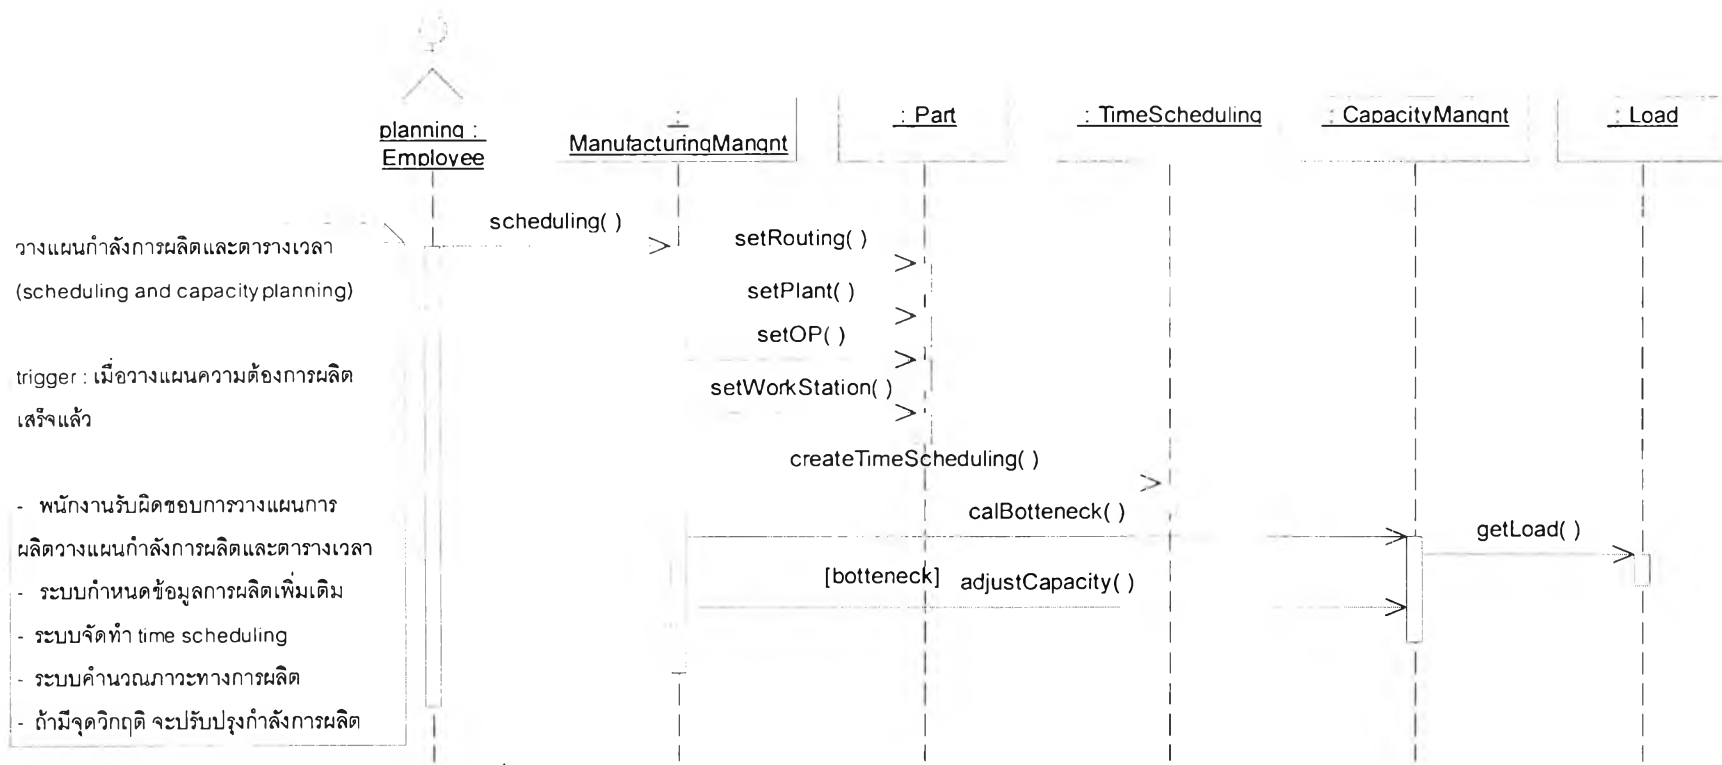 planning :
Employee
:
ManufacturingMangnt
: Part
: TimeScheduling
: CapacityMangnt
: Load
scheduling( )
setRouting( )
setPlant( )
setOP( )
setWorkStation( )
createTimeScheduling( )
calBotteneck( )
getLoad( )
[botteneck]
adjustCapacity( )
วางแผนกำลังการผลิตและตารางเวลา
(scheduling and capacity planning)
trigger : เมื่อวางแผนความต้องการผลิต
เสร็จแล้ว
- พนักงานรับผิดชอบการวางแผนการ
ผลิตวางแผนกำลังการผลิตและตารางเวลา
- ระบบกำหนดข้อมูลการผลิตเพิ่มเติม
- ระบบจัดทำ time scheduling
- ระบบคำนวณภาวะทางการผลิต
- ถ้ามีจุดวิกฤติ จะปรับปรุงกำลังการผลิต